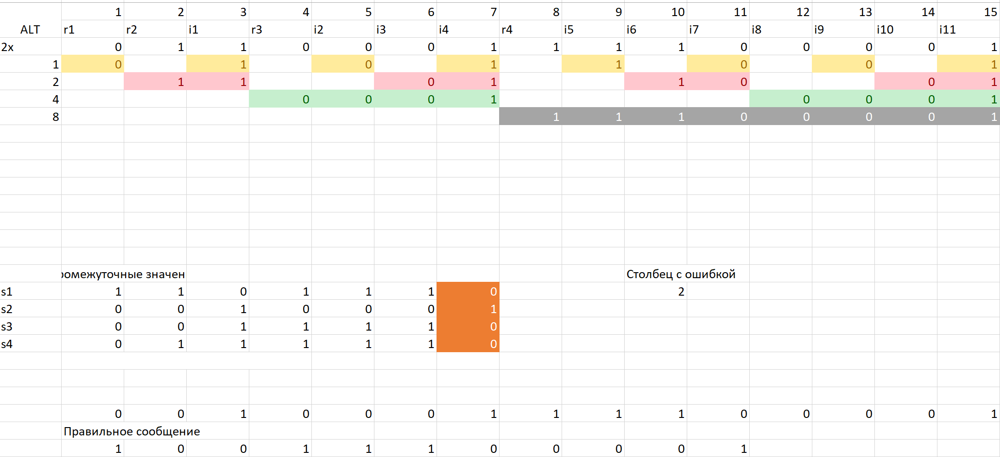 1 2 3 4 5 6 7 8 9 10 11 12 13 14 15
ALT r1 r2 i1 r3 i2 i3 i4 r4 i5 i6 i7 i8 i9 i10 i11
2x 0 1 1 0 0 0 1 1 1 1 0 0 0 0 1
1 0 1 0 1 1 0 0 1
2 1 1 0 1 1 0 0 1
4 0 0 0 1 0 0 0 1
8 1 1 1 0 0 0 0 1
ромежуточные значен Столбец с ошибкой
s1 1 1 0 1 1 1 0 2
s2 0 0 1 0 0 0 1
s3 0 0 1 1 1 1 0
s4 0 1 1 1 1 1 0
0 0 1 0 0 0 1 1 1 1 0 0 0 0 1
Правильное сообщение
1 0 0 1 1 1 0 0 0 0 1